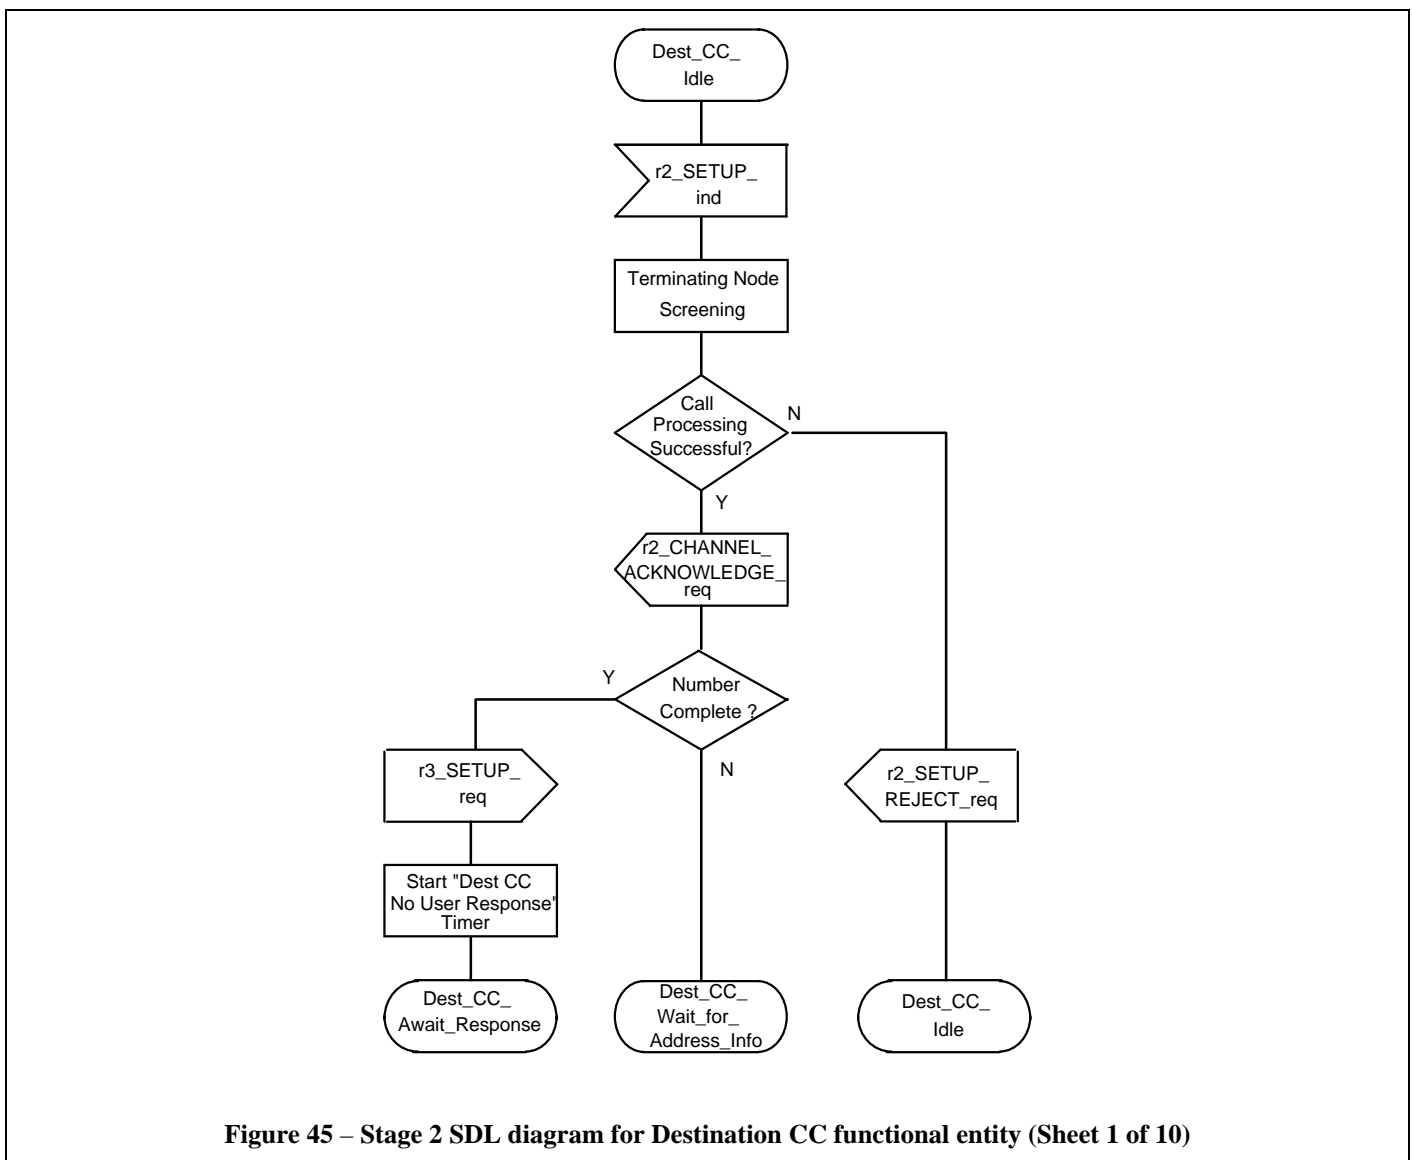 Dest_CC_
Idle
r2_SETUP_
ind
Terminating Node
Screening
Call
Processing
Successful?
N
Y
r2_CHANNEL_
ACKNOWLEDGE_
req
Number
Complete ?
Y
N
r3_SETUP_
req
r2_SETUP_
REJECT_req
Start "Dest CC
No User Response"
Timer
Dest_CC_
Await_Response
Dest_CC_
Wait_for_
Address_Info
Dest_CC_
Idle
Figure 45 – Stage 2 SDL diagram for Destination CC functional entity (Sheet 1 of 10)